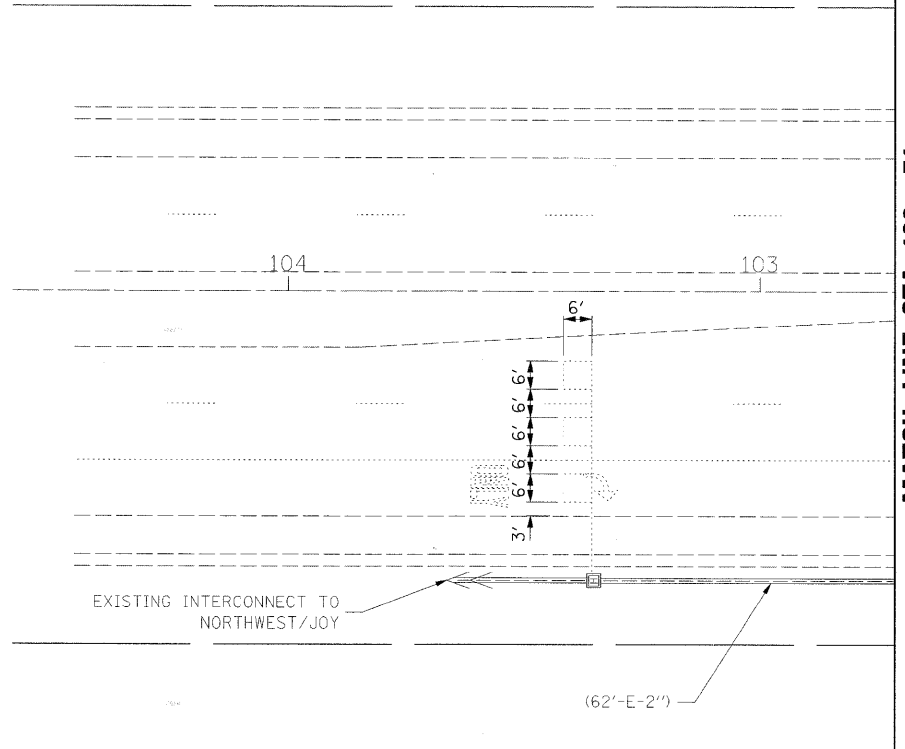 104
103
6'
6'
6'
6'
6'
6'
3'
EXISTING INTERCONNECT TO
NORTHWEST/JOY
H
(62'-E-2'')